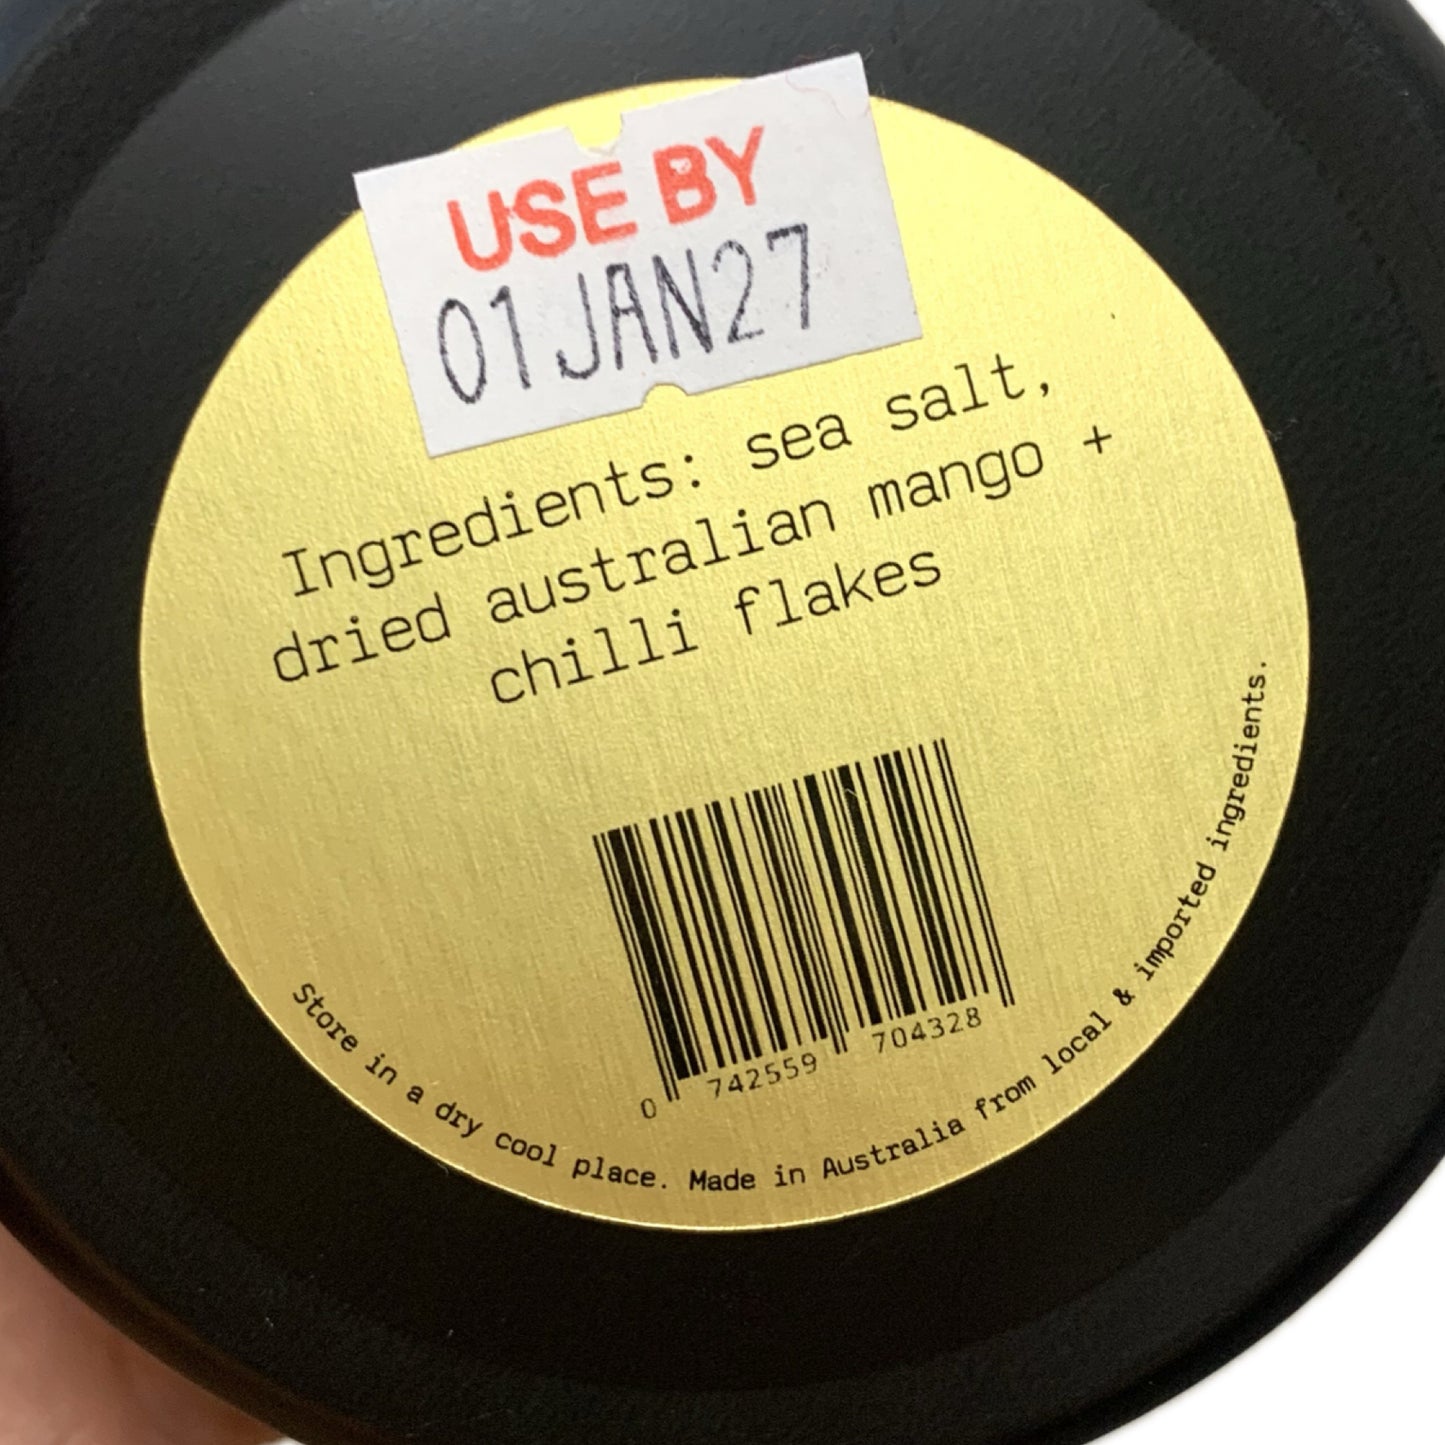 USE BY
01JAN27
Ingredients: sea salt,
dried australian mango +
chilli flakes
0 742559 704328
Store in a dry cool place. Made in Australia from local & imported ingredients.